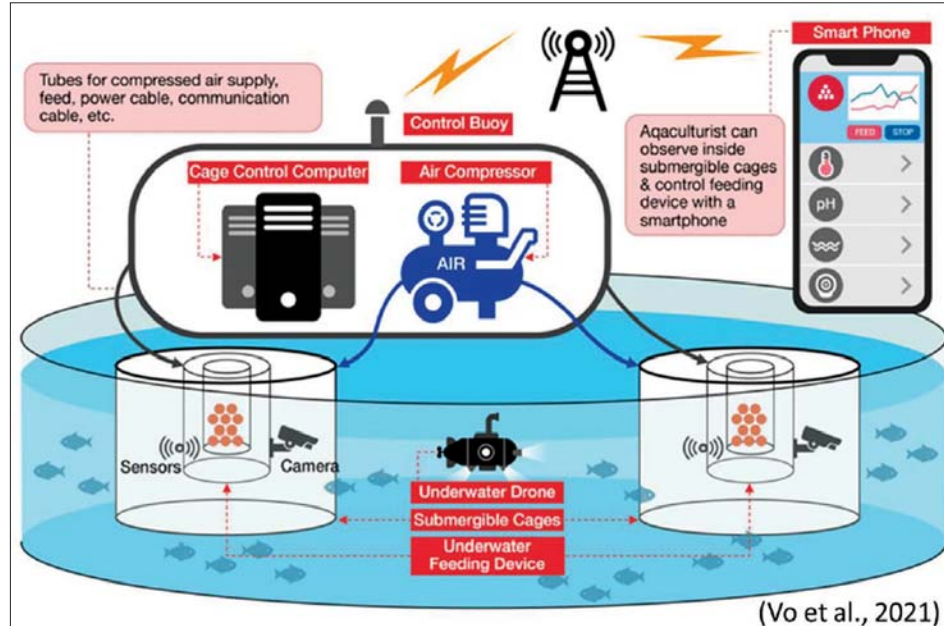 Smart Phone
Tubes for compressed air supply,
feed, power cable, communication
cable, etc.
Control Buoy
Aqaculturist can
observe inside
submergible cages
& control feeding
device with a
smartphone
FEED
STOP
pH
Cage Control Computer
Air Compressor
AIR
Sensors
Camera
Sensors
Camera
Underwater Drone
Submergible Cages
Underwater
Feeding Device
(Vo et al., 2021)